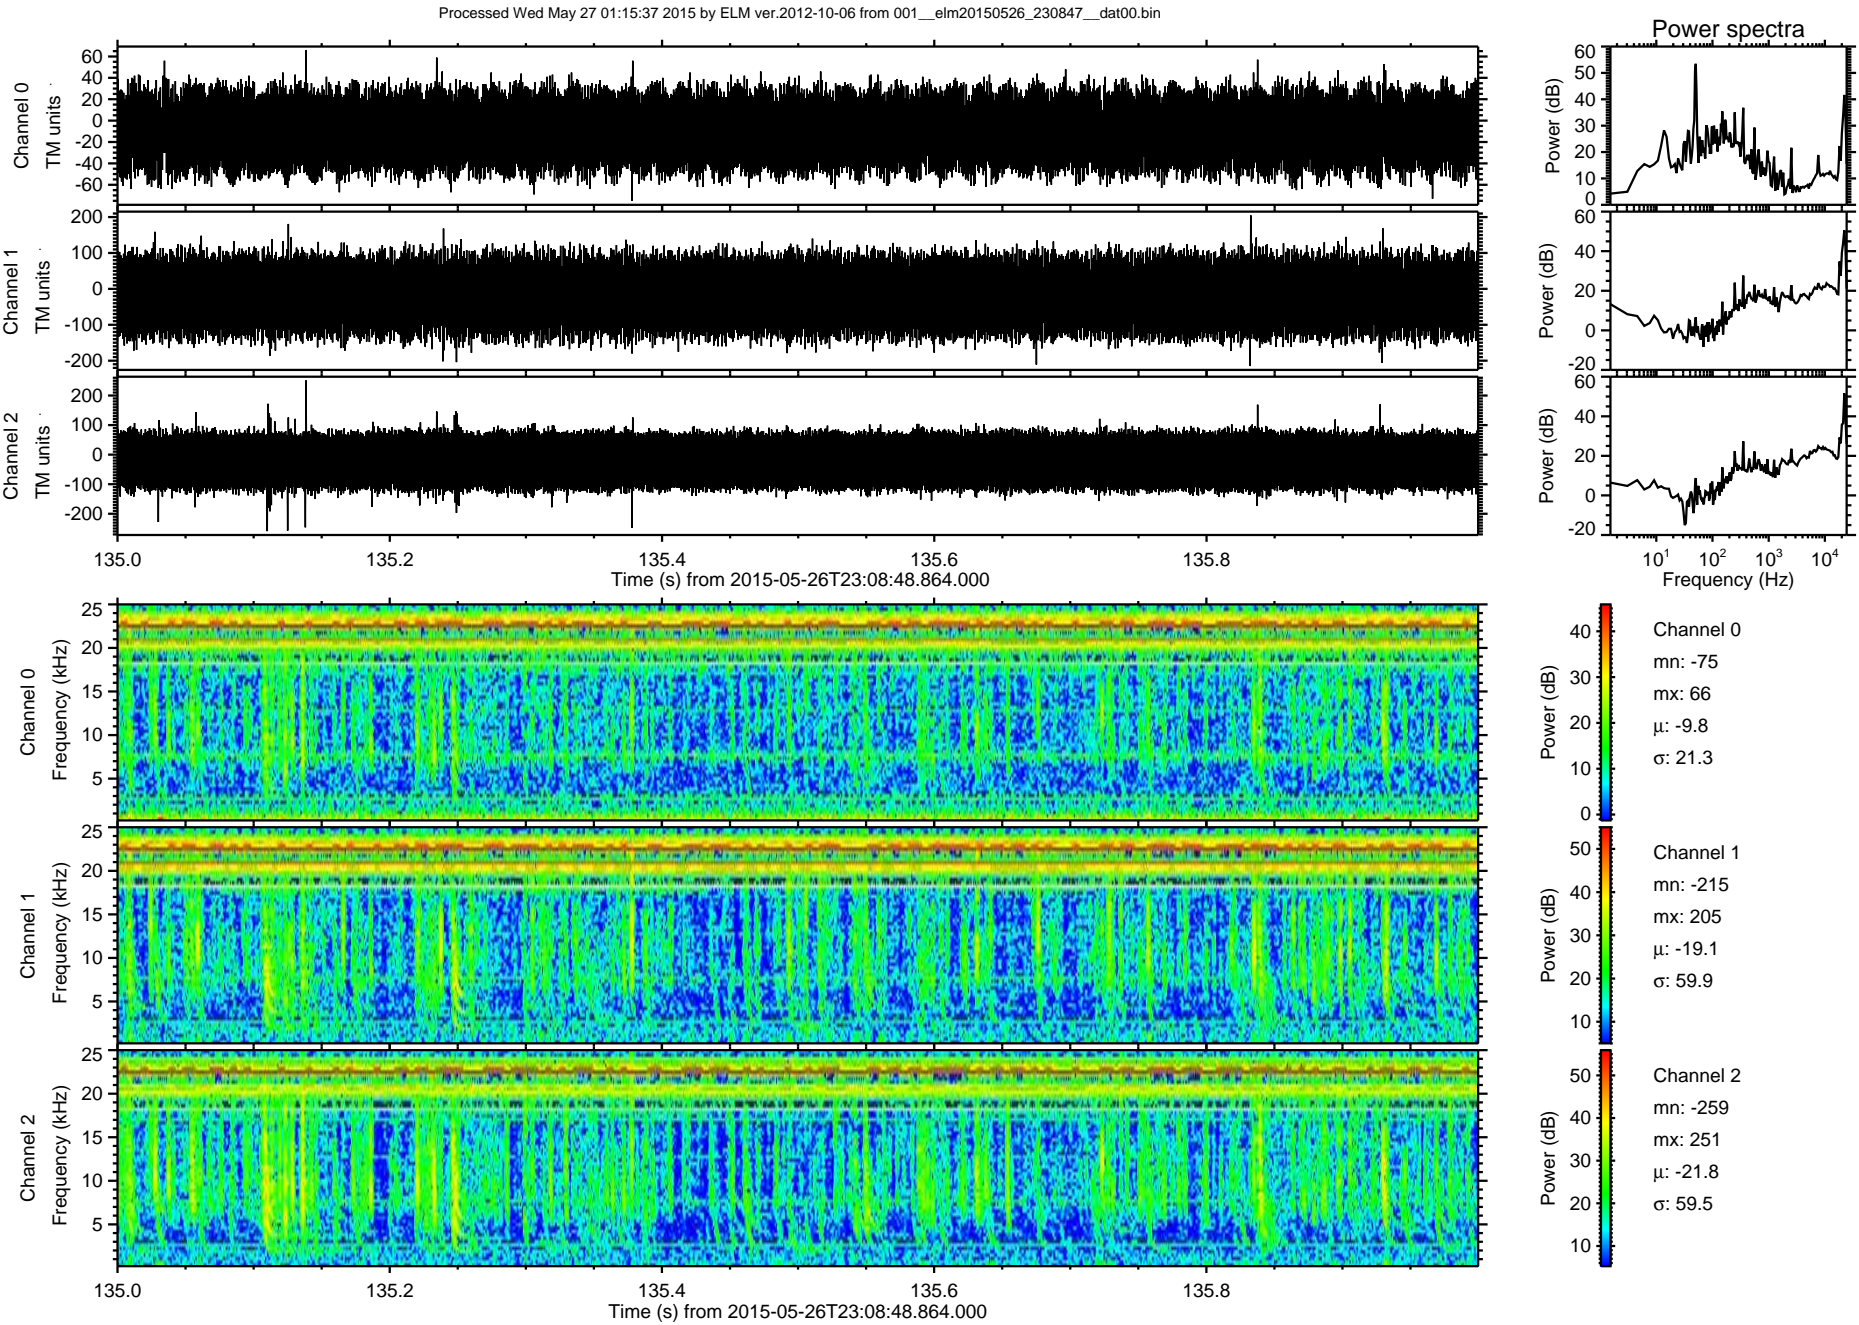 Processed Wed May 27 01:15:37 2015 by ELM ver.2012-10-06 from 001__elm20150526_230847__dat00.bin
Power spectra
Channel 0
TM units
60
40
20
0
-20
-40
-60
Power (dB)
60
50
40
30
20
10
0
Channel 1
TM units
200
100
0
-100
-200
Power (dB)
60
40
20
0
-20
Channel 2
TM units
200
100
0
-100
-200
Power (dB)
60
40
20
0
-20
135.0 135.2 135.4 135.6 135.8
Time (s) from 2015-05-26T23:08:48.864.000
10¹ 10² 10³ 10⁴
Frequency (Hz)
Channel 0
Frequency (kHz)
25
20
15
10
5
Power (dB)
40
30
20
10
0
Channel 0
mn: -75
mx: 66
μ: -9.8
σ: 21.3
Channel 1
Frequency (kHz)
25
20
15
10
5
Power (dB)
50
40
30
20
10
Channel 1
mn: -215
mx: 205
μ: -19.1
σ: 59.9
Channel 2
Frequency (kHz)
25
20
15
10
5
Power (dB)
50
40
30
20
10
Channel 2
mn: -259
mx: 251
μ: -21.8
σ: 59.5
135.0 135.2 135.4 135.6 135.8
Time (s) from 2015-05-26T23:08:48.864.000